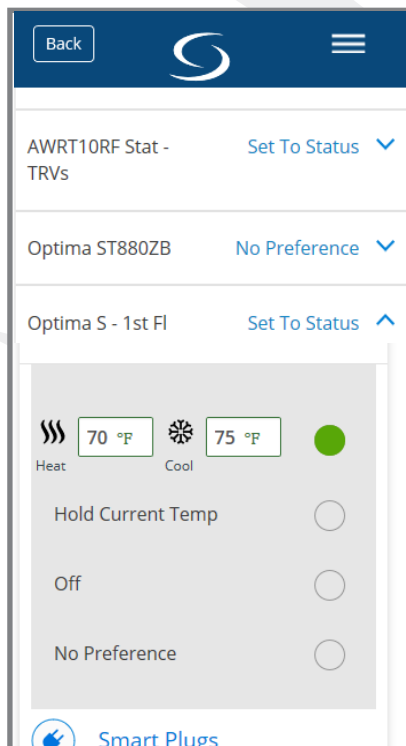 Back
AWRT10RF Stat - Set To Status
TRVs
Optima ST880ZB No Preference
Optima S - 1st Fl Set To Status
70 °F 75 °F
Heat Cool
Hold Current Temp
Off
No Preference
Smart Plugs